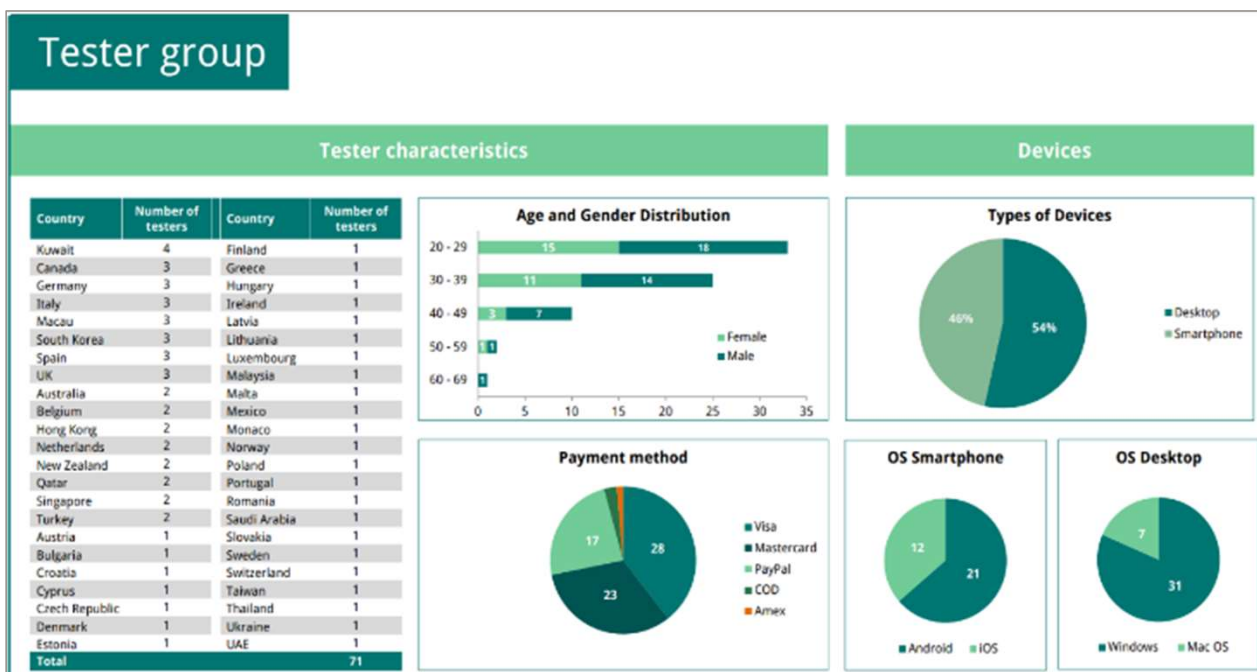 Tester group
Tester characteristics
Devices
Country Number of testers Country Number of testers
Kuwait 4 Finland 1
Canada 3 Greece 1
Germany 3 Hungary 1
Italy 3 Ireland 1
Macau 3 Latvia 1
South Korea 3 Lithuania 1
Spain 3 Luxembourg 1
UK 3 Malaysia 1
Australia 2 Malta 1
Belgium 2 Mexico 1
Hong Kong 2 Monaco 1
Netherlands 2 Norway 1
New Zealand 2 Poland 1
Qatar 2 Portugal 1
Singapore 2 Romania 1
Turkey 2 Saudi Arabia 1
Austria 1 Slovakia 1
Bulgaria 1 Sweden 1
Croatia 1 Switzerland 1
Cyprus 1 Taiwan 1
Czech Republic 1 Thailand 1
Denmark 1 Ukraine 1
Estonia 1 UAE 1
Total 71
Age and Gender Distribution
20 - 29 15 18
30 - 39 11 14
40 - 49 3 7
50 - 59 1 1
60 - 69 1
Female
Male
0 5 10 15 20 25 30 35
Payment method
17 28 23
Visa
Mastercard
PayPal
COD
Amex
Types of Devices
46% 54%
Desktop
Smartphone
OS Smartphone
12 21
Android iOS
OS Desktop
7 31
Windows Mac OS